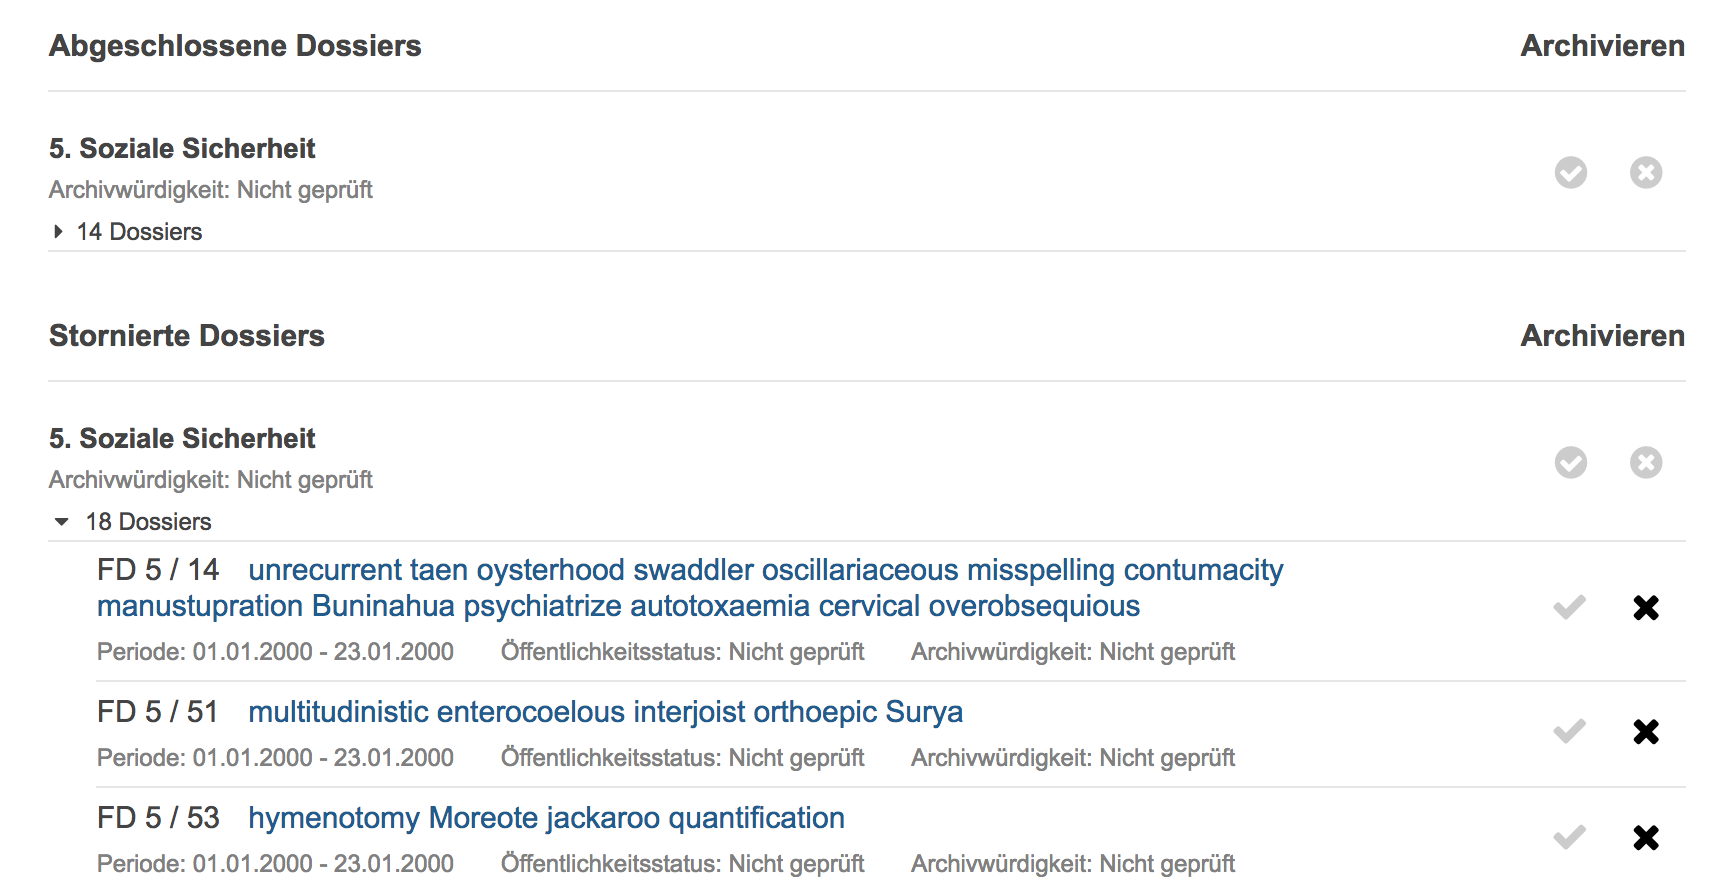 Abgeschlossene Dossiers Archivieren
5. Soziale Sicherheit
Archivwürdigkeit: Nicht geprüft
14 Dossiers
Stornierte Dossiers Archivieren
5. Soziale Sicherheit
Archivwürdigkeit: Nicht geprüft
18 Dossiers
FD 5 / 14 unrecurrent taen oysterhood swaddler oscillariaceous misspelling contumacity
manustupration Buninahua psychiatrize autotoxaemia cervical overobsequious
Periode: 01.01.2000 - 23.01.2000 Öffentlichkeitsstatus: Nicht geprüft Archivwürdigkeit: Nicht geprüft
FD 5 / 51 multitudinistic enterocoelous interjoist orthoepic Surya
Periode: 01.01.2000 - 23.01.2000 Öffentlichkeitsstatus: Nicht geprüft Archivwürdigkeit: Nicht geprüft
FD 5 / 53 hymenotomy Moreote jackaroo quantification
Periode: 01.01.2000 - 23.01.2000 Öffentlichkeitsstatus: Nicht geprüft Archivwürdigkeit: Nicht geprüft